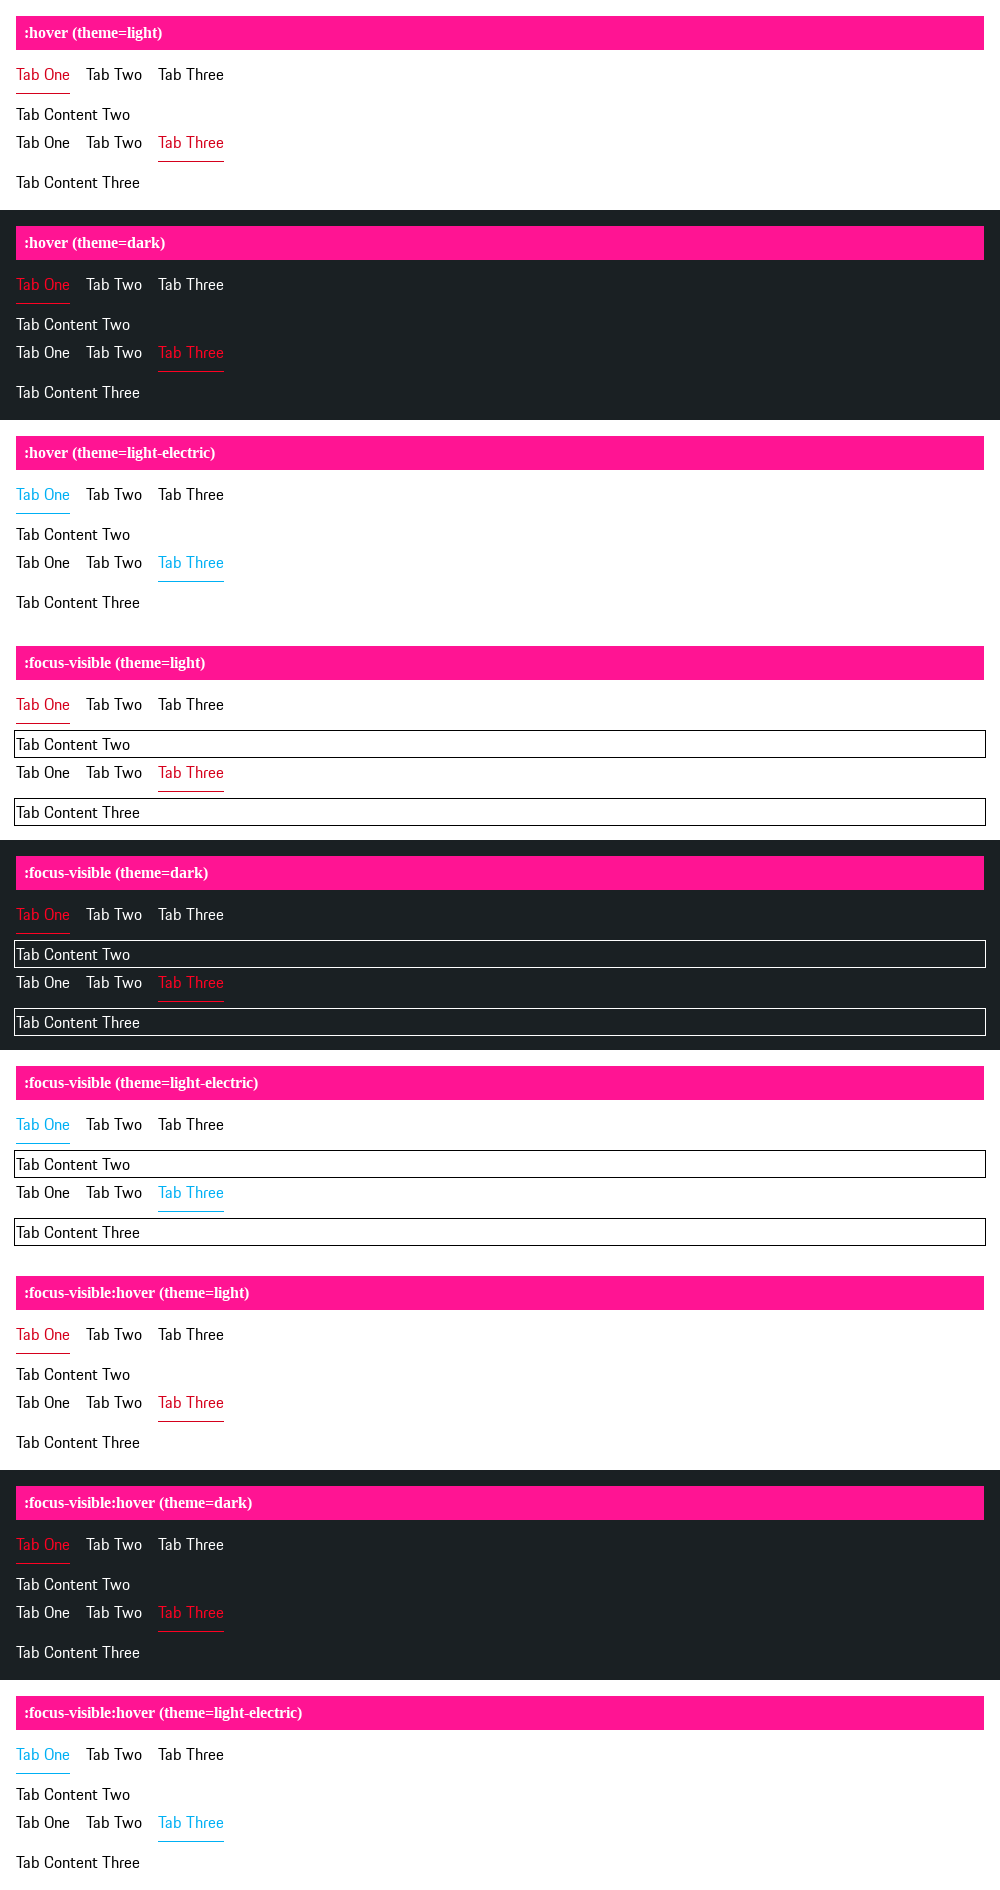 :hover (theme=light)
Tab One Tab Two Tab Three
Tab Content Two
Tab One Tab Two Tab Three
Tab Content Three
:hover (theme=dark)
Tab One Tab Two Tab Three
Tab Content Two
Tab One Tab Two Tab Three
Tab Content Three
:hover (theme=light-electric)
Tab One Tab Two Tab Three
Tab Content Two
Tab One Tab Two Tab Three
Tab Content Three
:focus-visible (theme=light)
Tab One Tab Two Tab Three
Tab Content Two
Tab One Tab Two Tab Three
Tab Content Three
:focus-visible (theme=dark)
Tab One Tab Two Tab Three
Tab Content Two
Tab One Tab Two Tab Three
Tab Content Three
:focus-visible (theme=light-electric)
Tab One Tab Two Tab Three
Tab Content Two
Tab One Tab Two Tab Three
Tab Content Three
:focus-visible:hover (theme=light)
Tab One Tab Two Tab Three
Tab Content Two
Tab One Tab Two Tab Three
Tab Content Three
:focus-visible:hover (theme=dark)
Tab One Tab Two Tab Three
Tab Content Two
Tab One Tab Two Tab Three
Tab Content Three
:focus-visible:hover (theme=light-electric)
Tab One Tab Two Tab Three
Tab Content Two
Tab One Tab Two Tab Three
Tab Content Three